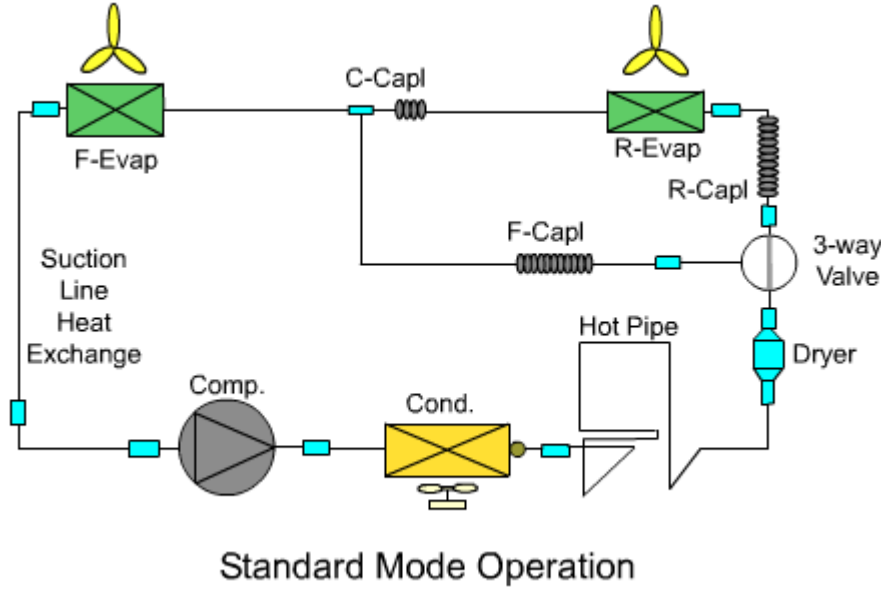 C-Capl
F-Evap
R-Evap
R-Capl
F-Capl
3-way
Valve
Suction
Line
Heat
Exchange
Hot Pipe
Dryer
Comp.
Cond.
Standard Mode Operation